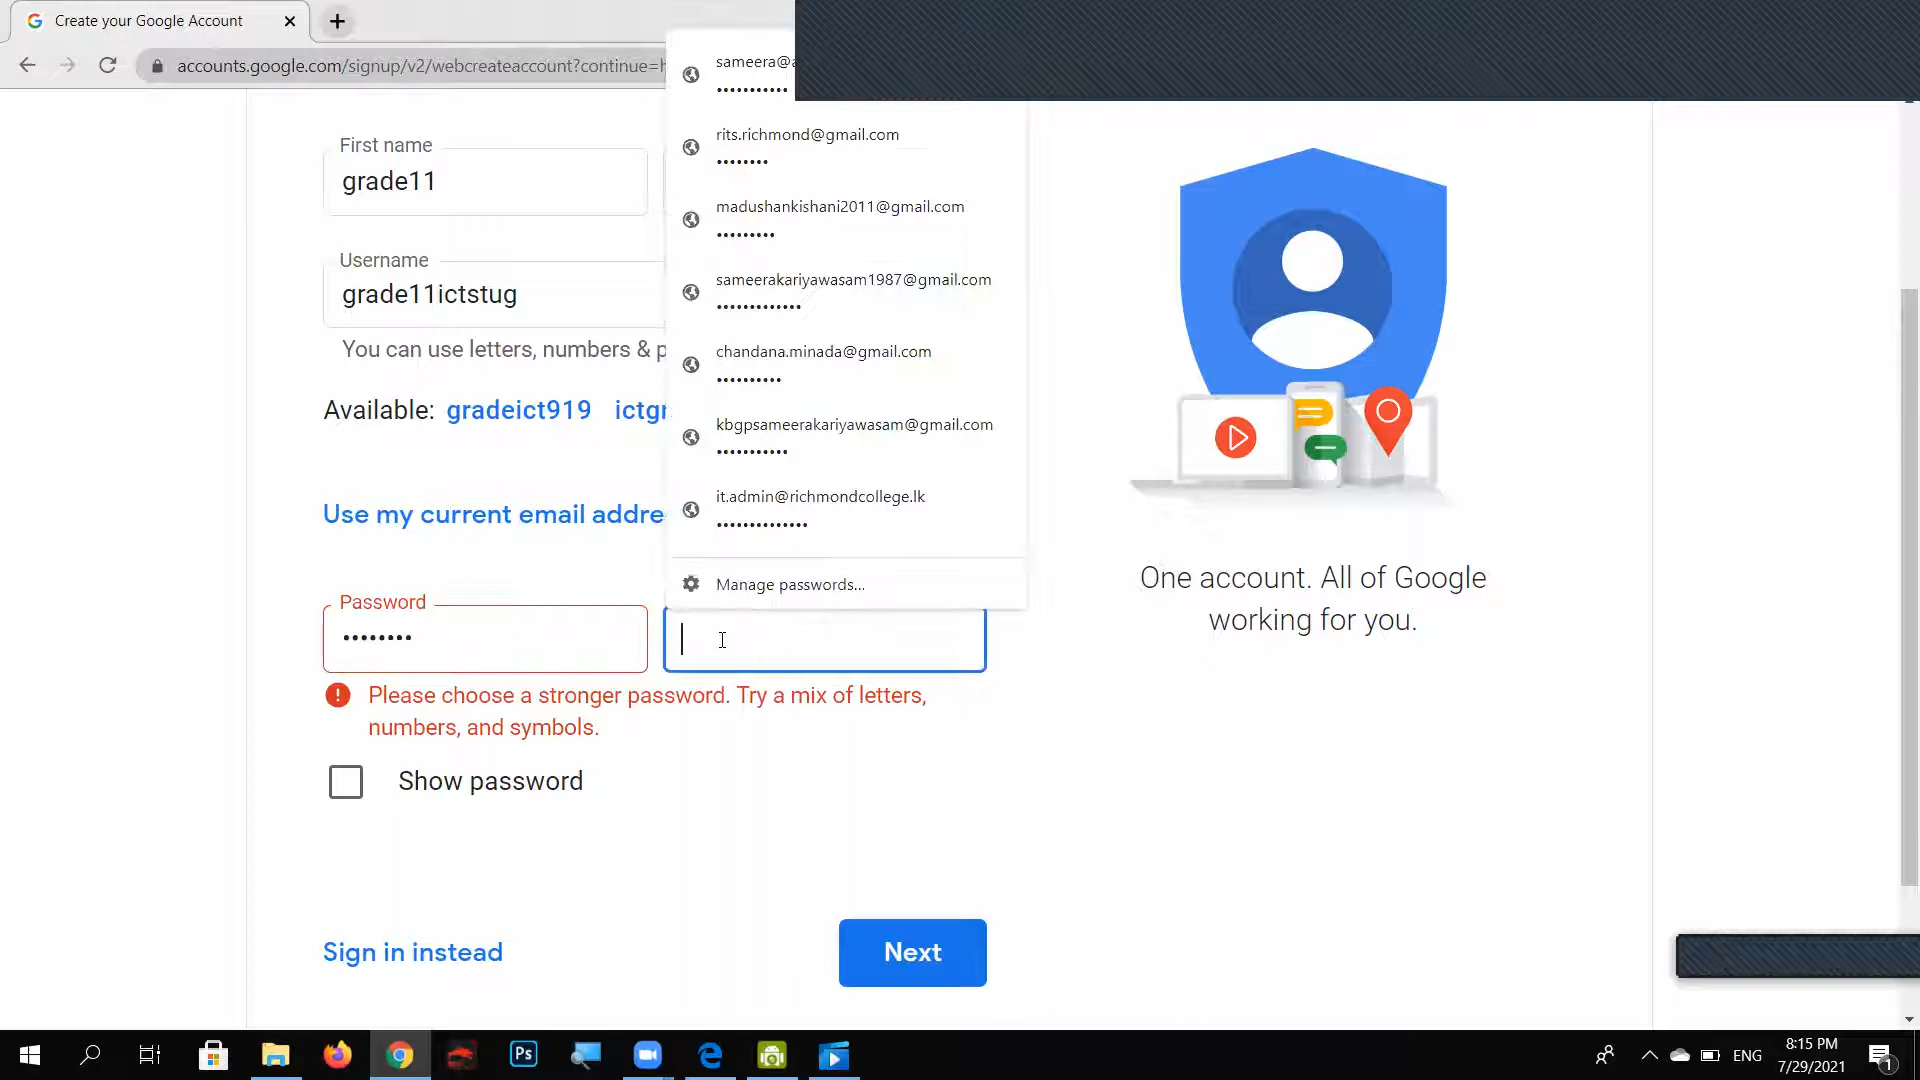 Create your Google Account
accounts.google.com/signup/v2/webcreateaccount?continue=
First name
grade11
Username
grade11ictstug
You can use letters, numbers &
Available: gradeict919
Use my current email addre
sameera@
•••••••••••
rits.richmond@gmail.com
••••••••
madushankishani2011@gmail.com
•••••••••
sameerakariyawasam1987@gmail.com
•••••••••••••
chandana.minada@gmail.com
••••••••••
kbgpsameerakariyawasam@gmail.com
•••••••••••
it.admin@richmondcollege.lk
••••••••••••••
Manage passwords...
Password
••••••••
Please choose a stronger password. Try a mix of letters,
numbers, and symbols.
Show password
Sign in instead
Next
One account. All of Google
working for you.
Ps
ENG
8:15 PM
7/29/2021
1